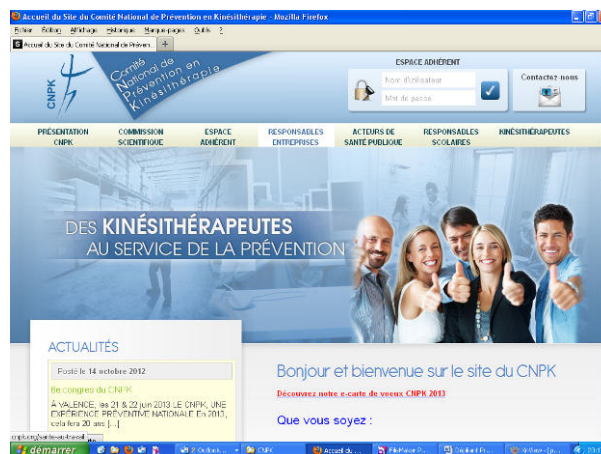 Accueil du Site du Comité National de Prévention en Kinésithérapie - Mozilla Firefox
Fichier Édition Affichage Historique Marque-pages Outils ?
Accueil du Site du Comité National de Préven... +
CNPK
Comité
National de
Prévention en
Kinésithérapie
ESPACE ADHÉRENT
Nom d'utilisateur
Mot de passe
Contactez-nous
PRÉSENTATION CNPK
COMMISSION SCIENTIFIQUE
ESPACE ADHÉRENT
RESPONSABLES ENTREPRISES
ACTEURS DE SANTÉ PUBLIQUE
RESPONSABLES SCOLAIRES
KINÉSITHÉRAPEUTES
DES KINÉSITHÉRAPEUTES
AU SERVICE DE LA PRÉVENTION
ACTUALITÉS
Posté le 14 octobre 2012
8e congres du CNPK
À VALENCE, les 21 & 22 juin 2013 LE CNPK, UNE
EXPÉRIENCE PRÉVENTIVE NATIONALE En 2013,
cela fera 20 ans [...]
Bonjour et bienvenue sur le site du CNPK
Découvrez notre e-carte de voeux CNPK 2013
Que vous soyez :
démarrer
2 Outlook...
CNPK
Accueil du ...
FileMaker P...